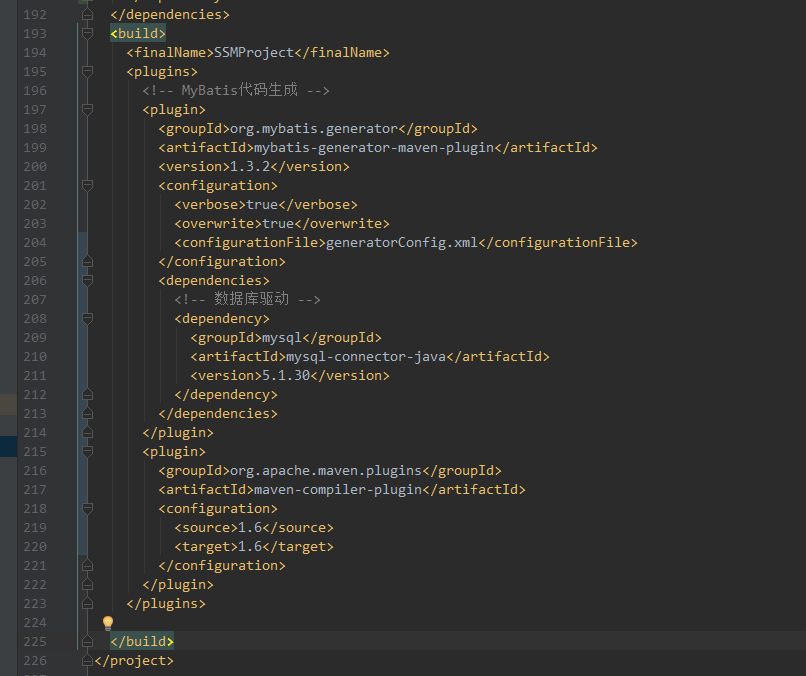 192 </dependencies>
193 <build>
194 <finalName>SSMProject</finalName>
195 <plugins>
196 <!-- MyBatis代码生成 -->
197 <plugin>
198 <groupId>org.mybatis.generator</groupId>
199 <artifactId>mybatis-generator-maven-plugin</artifactId>
200 <version>1.3.2</version>
201 <configuration>
202 <verbose>true</verbose>
203 <overwrite>true</overwrite>
204 <configurationFile>generatorConfig.xml</configurationFile>
205 </configuration>
206 <dependencies>
207 <!-- 数据库驱动 -->
208 <dependency>
209 <groupId>mysql</groupId>
210 <artifactId>mysql-connector-java</artifactId>
211 <version>5.1.30</version>
212 </dependency>
213 </dependencies>
214 </plugin>
215 <plugin>
216 <groupId>org.apache.maven.plugins</groupId>
217 <artifactId>maven-compiler-plugin</artifactId>
218 <configuration>
219 <source>1.6</source>
220 <target>1.6</target>
221 </configuration>
222 </plugin>
223 </plugins>
224
225 </build>
226 </project>